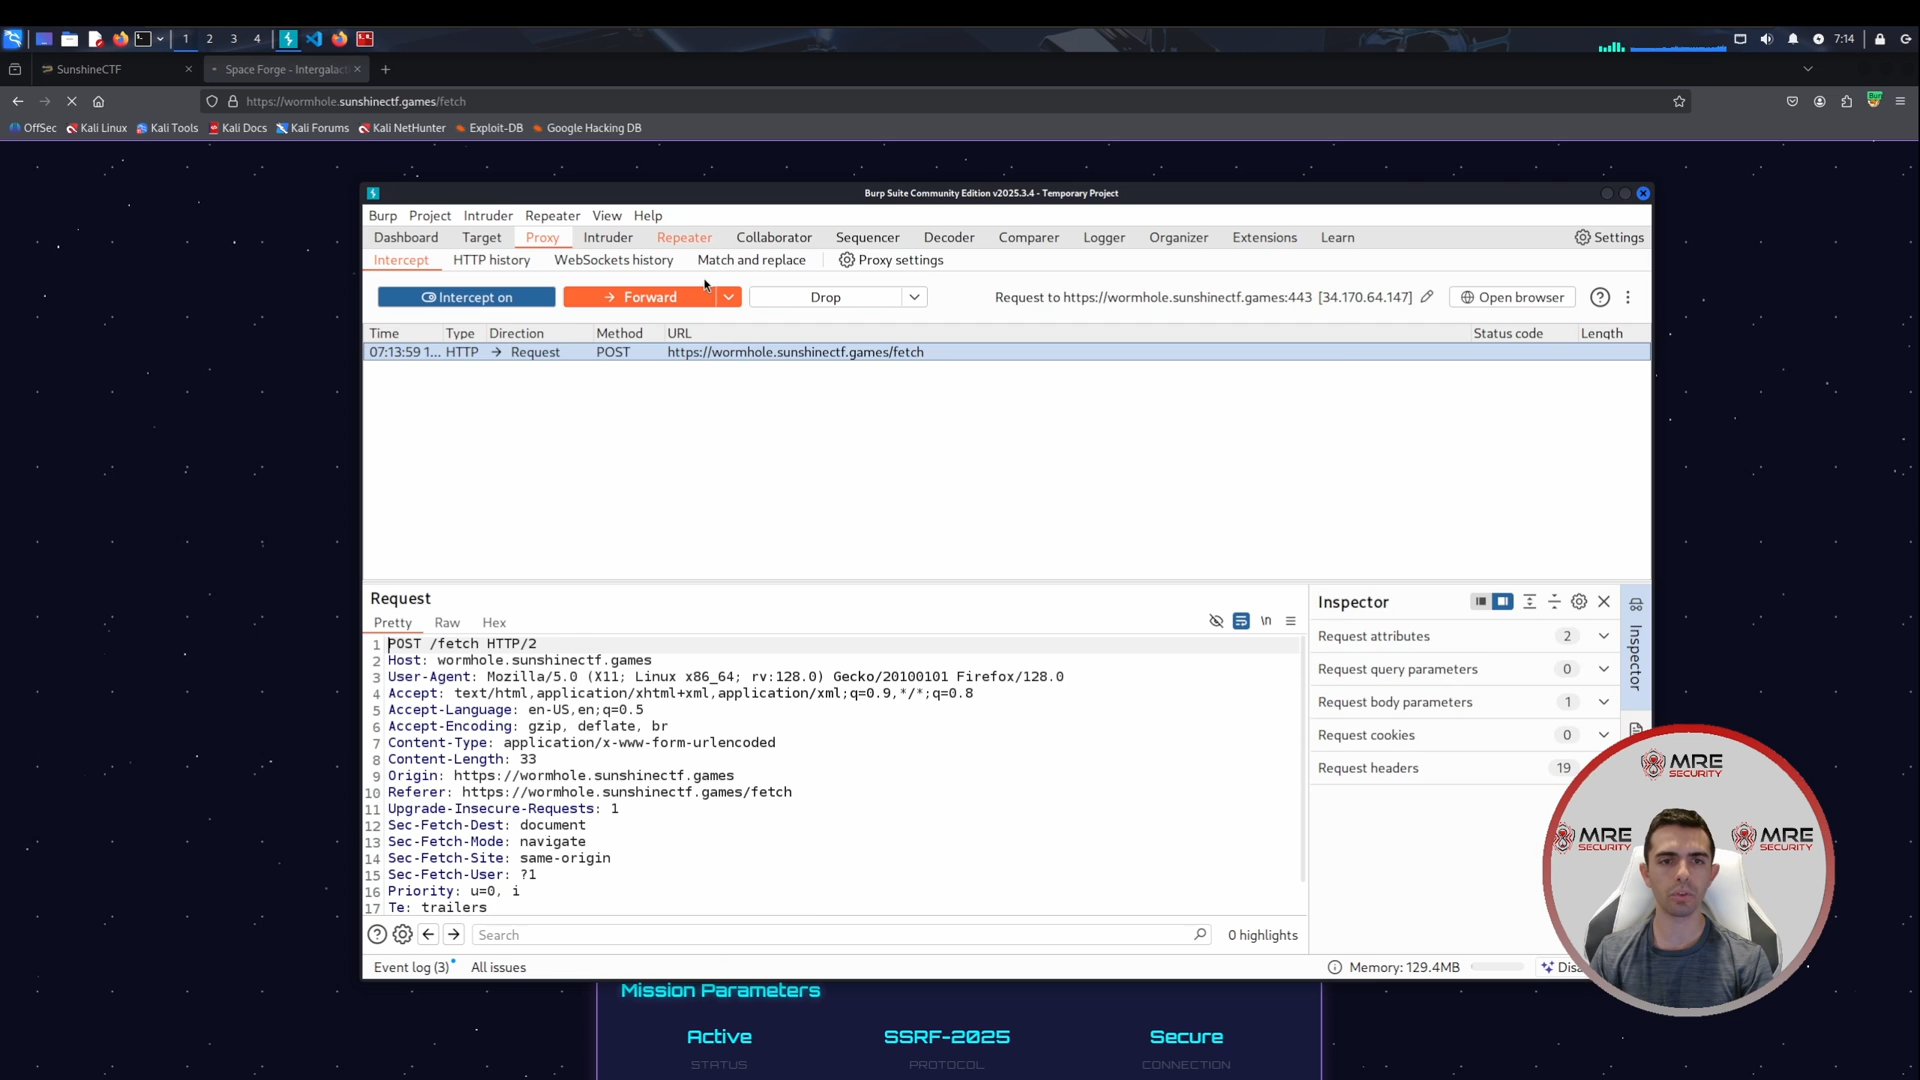 1 2 3 4 7:14
SunshineCTF Space Forge - Intergalact
https://wormhole.sunshinectf.games/fetch
OffSec Kali Linux Kali Tools Kali Docs Kali Forums Kali NetHunter Exploit-DB Google Hacking DB
Burp Suite Community Edition v2025.3.4 - Temporary Project
Burp Project Intruder Repeater View Help
Dashboard Target Proxy Intruder Repeater Collaborator Sequencer Decoder Comparer Logger Organizer Extensions Learn Settings
Intercept HTTP history WebSockets history Match and replace Proxy settings
Intercept on Forward Drop Request to https://wormhole.sunshinectf.games:443 [34.170.64.147] Open browser
Time Type Direction Method URL Status code Length
07:13:59 1... HTTP → Request POST https://wormhole.sunshinectf.games/fetch
Request
Pretty Raw Hex \n
1 POST /fetch HTTP/2
2 Host: wormhole.sunshinectf.games
3 User-Agent: Mozilla/5.0 (X11; Linux x86_64; rv:128.0) Gecko/20100101 Firefox/128.0
4 Accept: text/html,application/xhtml+xml,application/xml;q=0.9,*/*;q=0.8
5 Accept-Language: en-US,en;q=0.5
6 Accept-Encoding: gzip, deflate, br
7 Content-Type: application/x-www-form-urlencoded
8 Content-Length: 33
9 Origin: https://wormhole.sunshinectf.games
10 Referer: https://wormhole.sunshinectf.games/fetch
11 Upgrade-Insecure-Requests: 1
12 Sec-Fetch-Dest: document
13 Sec-Fetch-Mode: navigate
14 Sec-Fetch-Site: same-origin
15 Sec-Fetch-User: ?1
16 Priority: u=0, i
17 Te: trailers
Search 0 highlights
Inspector
Request attributes 2
Request query parameters 0
Request body parameters 1
Request cookies 0
Request headers 19
Inspector
Event log (3) All issues Memory: 129.4MB Disa
MRE SECURITY
MRE SECURITY
MRE SECURITY
Mission Parameters
Active SSRF-2025 Secure
STATUS PROTOCOL CONNECTION